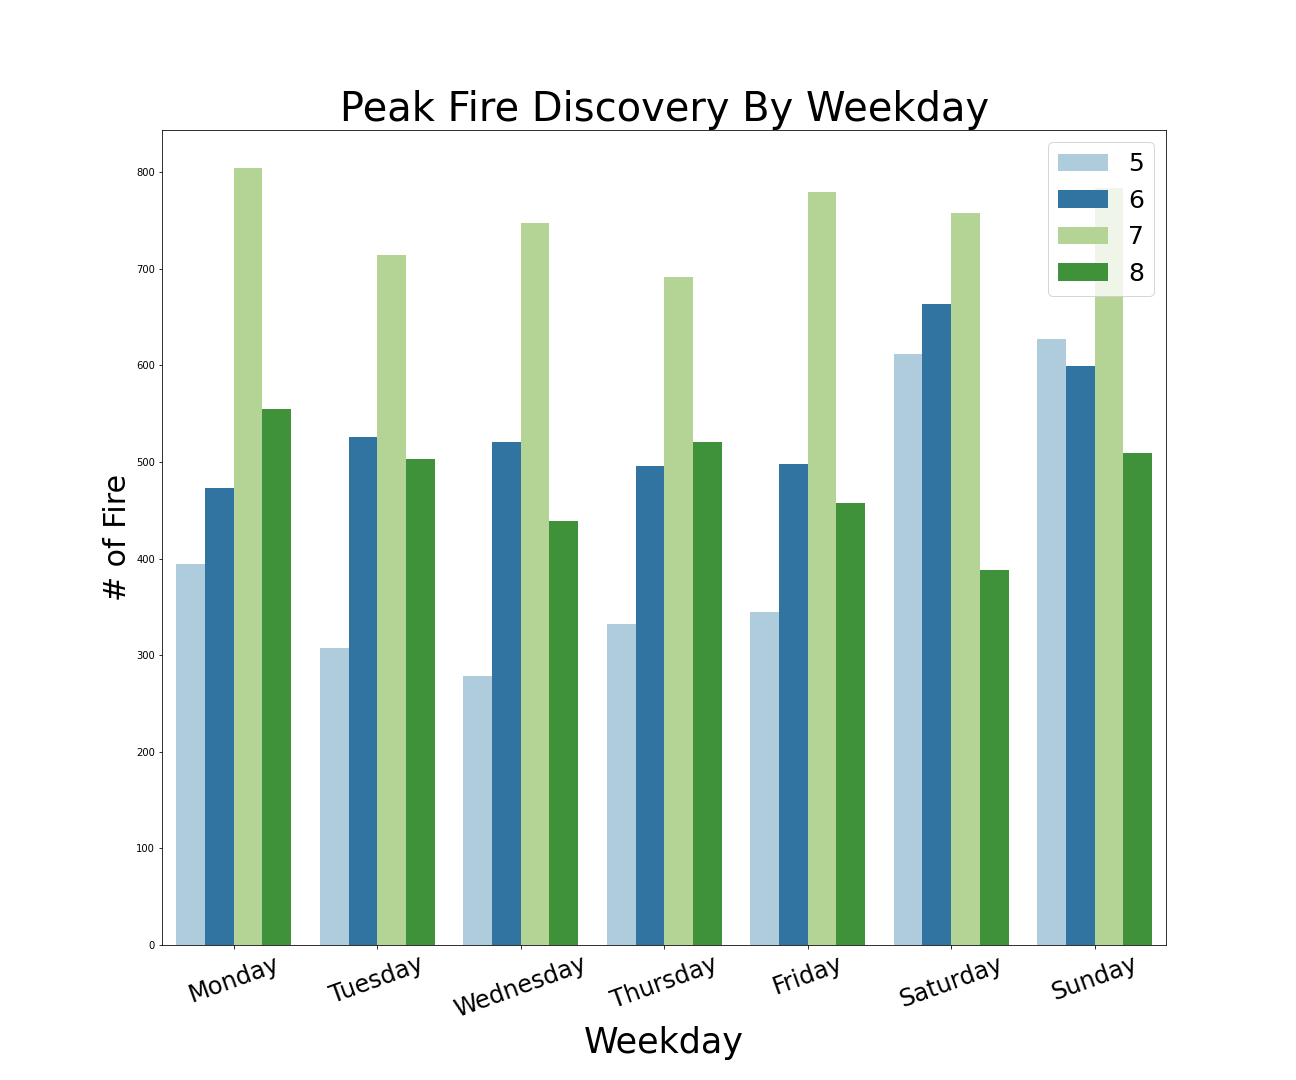 Peak Fire Discovery By Weekday
5
6
7
8
# of Fire
800
700
600
500
400
300
200
100
0
Monday
Tuesday
Wednesday
Thursday
Friday
Saturday
Sunday
Weekday